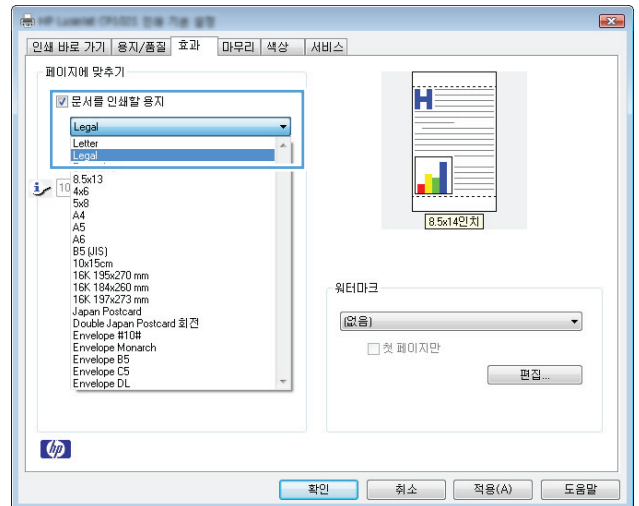 인쇄 바로 가기
용지/품질
효과
마무리
색상
서비스
페이지에 맞추기
문서를 인쇄할 용지
Legal
Letter
Legal
8.5x13
4x6
5x8
A4
A5
A6
B5 (JIS)
10x15cm
16K 195x270 mm
16K 184x260 mm
16K 197x273 mm
Japan Postcard
Double Japan Postcard 회전
Envelope #10#
Envelope Monarch
Envelope B5
Envelope C5
Envelope DL
10
H
8.5x14인치
워터마크
(없음)
첫 페이지만
편집...
hp
확인
취소
적용(A)
도움말